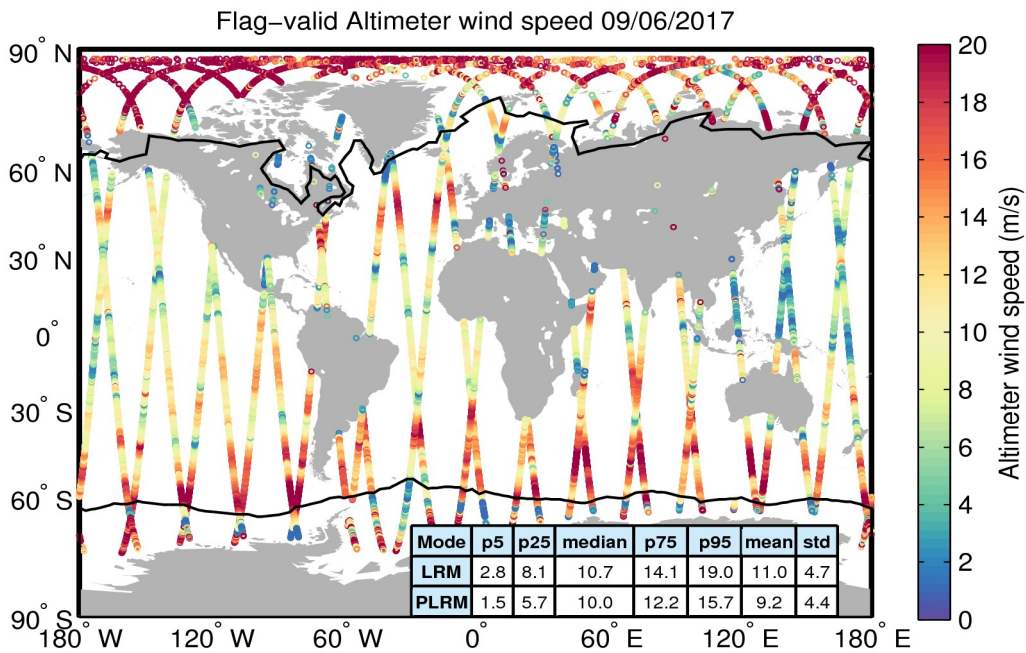 Flag−valid Altimeter wind speed 09/06/2017
90° N
60° N
30° N
0°
30° S
60° S
90° S
180° W
120° W
60° W
0°
60° E
120° E
180° E
Mode p5 p25 median p75 p95 mean std
LRM 2.8 8.1 10.7 14.1 19.0 11.0 4.7
PLRM 1.5 5.7 10.0 12.2 15.7 9.2 4.4
20
18
16
14
12
10
8
6
4
2
0
Altimeter wind speed (m/s)